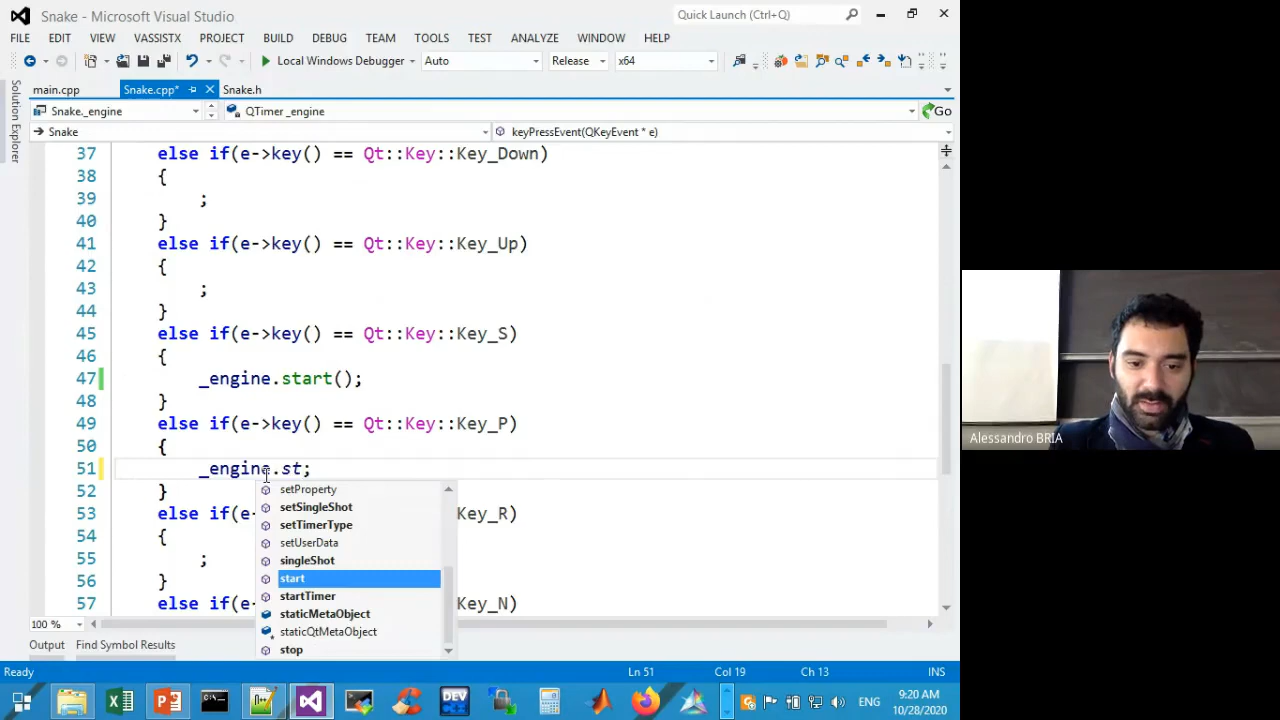 Snake - Microsoft Visual Studio
Quick Launch (Ctrl+Q)
FILE EDIT VIEW VASSISTX PROJECT BUILD DEBUG TEAM TOOLS TEST ANALYZE WINDOW HELP
Local Windows Debugger Auto Release x64
Solution Explorer
main.cpp Snake.cpp* Snake.h
Snake._engine QTimer _engine Go
Snake keyPressEvent(QKeyEvent * e)
37 else if(e->key() == Qt::Key::Key_Down)
38 {
39 ;
40 }
41 else if(e->key() == Qt::Key::Key_Up)
42 {
43 ;
44 }
45 else if(e->key() == Qt::Key::Key_S)
46 {
47 _engine.start();
48 }
49 else if(e->key() == Qt::Key::Key_P)
50 {
51 _engine.st;
52 }
53 else if(e- Key_R)
54 {
55 ;
56 }
57 else if(e- Key_N)
setProperty
setSingleShot
setTimerType
setUserData
singleShot
start
startTimer
staticMetaObject
staticQtMetaObject
stop
100 %
Output Find Symbol Results
Ready Ln 51 Col 19 Ch 13 INS
DEV
ENG
9:20 AM
10/28/2020
Alessandro BRIA